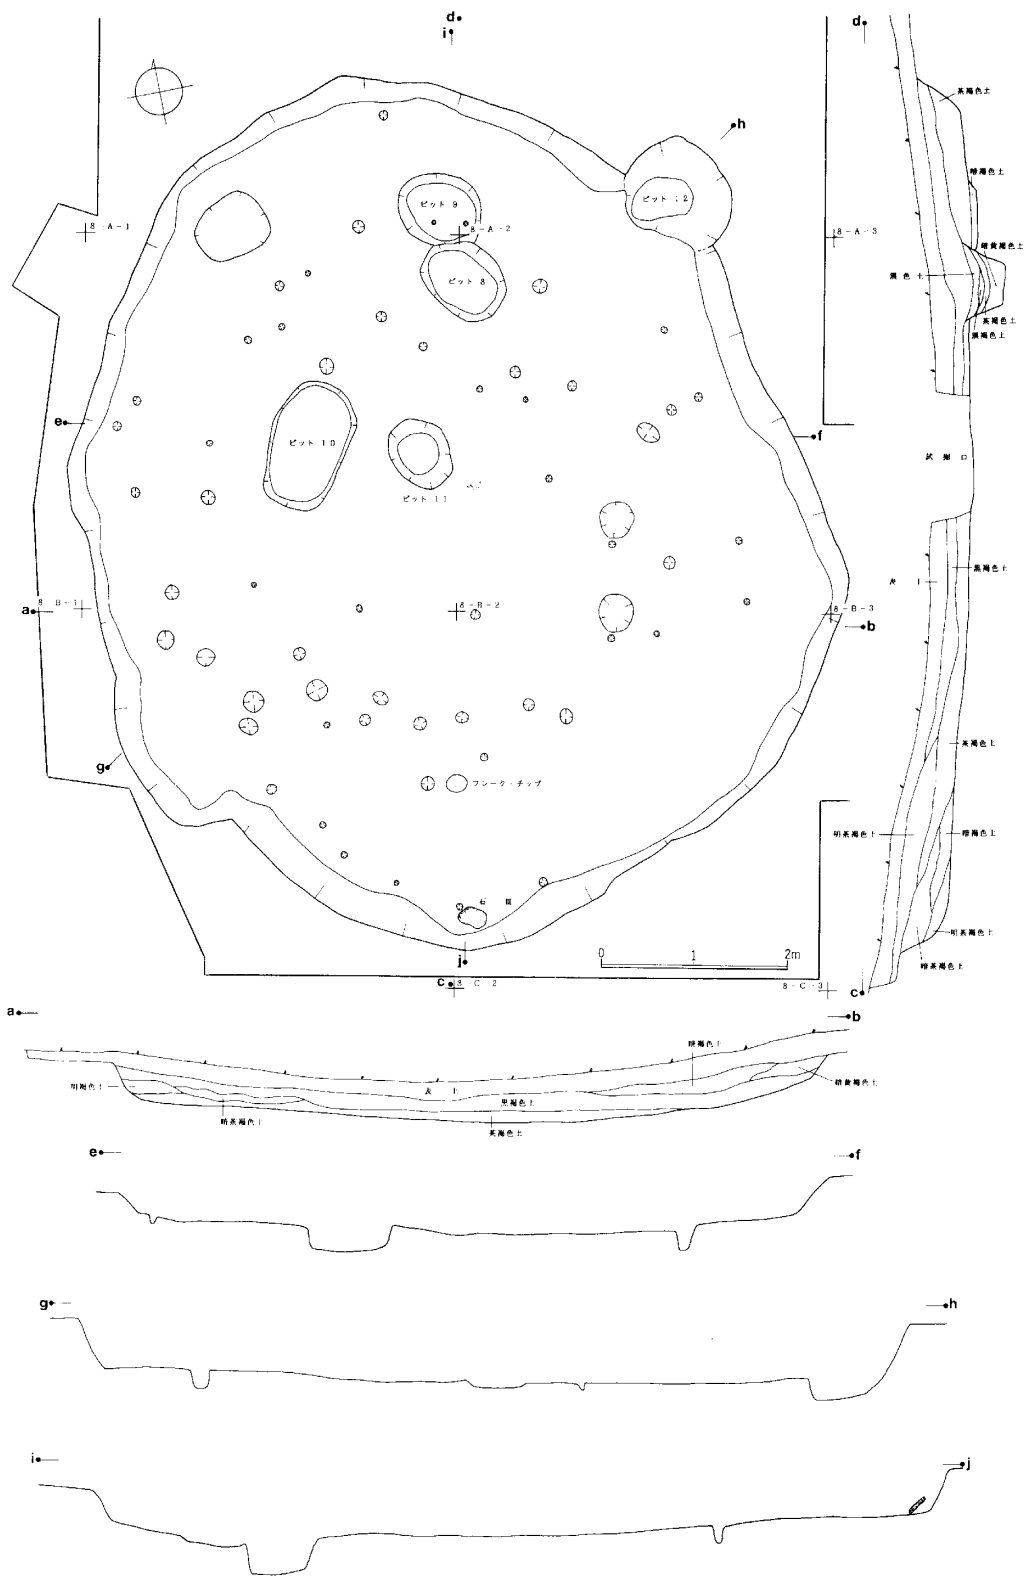 d
i
h
d
茶褐色土
暗褐色土
ピット 12
ピット 9
8-A-1
8-A-2
8-A-3
暗黄褐色土
黒色土
ピット 8
茶褐色土
黒褐色土
e
f
ピット 10
試掘口
ピット 11
黒褐色土
表土
a
8-B-1
8-B-2
8-B-3
b
茶褐色土
g
フレーク・チップ
明茶褐色土
暗褐色土
石皿
明茶褐色土
暗茶褐色土
0 1 2m
j
c
8-C-2
8-C-3
c
a
b
暗褐色土
明褐色土
表土
黒褐色土
暗黄褐色土
暗茶褐色土
茶褐色土
e
f
g
h
i
j